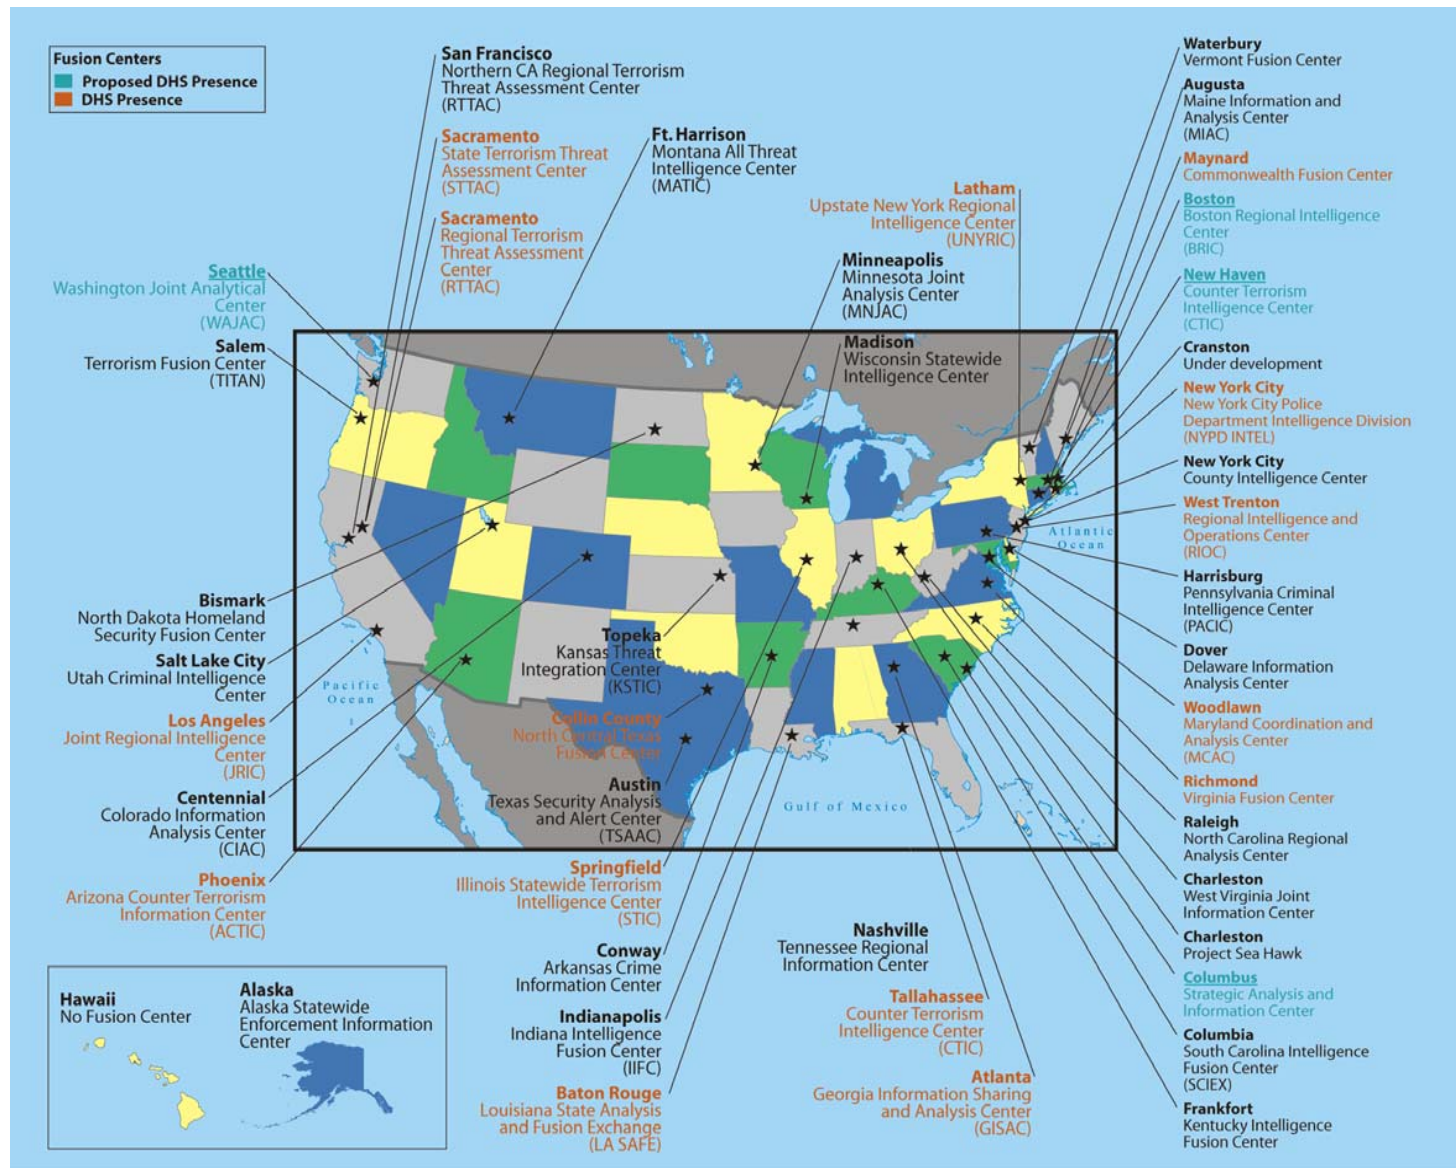 Fusion Centers
Proposed DHS Presence
DHS Presence
San Francisco
Northern CA Regional Terrorism
Threat Assessment Center
(RTTAC)
Sacramento
State Terrorism Threat
Assessment Center
(STTAC)
Sacramento
Regional Terrorism
Threat Assessment
Center
(RTTAC)
Ft. Harrison
Montana All Threat
Intelligence Center
(MATIC)
Latham
Upstate New York Regional
Intelligence Center
(UNYRIC)
Minneapolis
Minnesota Joint
Analysis Center
(MNJAC)
Madison
Wisconsin Statewide
Intelligence Center
Seattle
Washington Joint Analytical
Center
(WAJAC)
Salem
Terrorism Fusion Center
(TITAN)
Bismark
North Dakota Homeland
Security Fusion Center
Salt Lake City
Utah Criminal Intelligence
Center
Los Angeles
Joint Regional Intelligence
Center
(JRIC)
Centennial
Colorado Information
Analysis Center
(CIAC)
Phoenix
Arizona Counter Terrorism
Information Center
(ACTIC)
Pacific
Ocean
Topeka
Kansas Threat
Integration Center
(KSTIC)
Collin County
North Central Texas
Fusion Center
Austin
Texas Security Analysis
and Alert Center
(TSAAC)
Gulf of Mexico
Atlantic
Ocean
Springfield
Illinois Statewide Terrorism
Intelligence Center
(STIC)
Conway
Arkansas Crime
Information Center
Indianapolis
Indiana Intelligence
Fusion Center
(IIFC)
Baton Rouge
Louisiana State Analysis
and Fusion Exchange
(LA SAFE)
Nashville
Tennessee Regional
Information Center
Tallahassee
Counter Terrorism
Intelligence Center
(CTIC)
Atlanta
Georgia Information Sharing
and Analysis Center
(GISAC)
Hawaii
No Fusion Center
Alaska
Alaska Statewide
Enforcement Information
Center
Waterbury
Vermont Fusion Center
Augusta
Maine Information and
Analysis Center
(MIAC)
Maynard
Commonwealth Fusion Center
Boston
Boston Regional Intelligence
Center
(BRIC)
New Haven
Counter Terrorism
Intelligence Center
(CTIC)
Cranston
Under development
New York City
New York City Police
Department Intelligence Division
(NYPD INTEL)
New York City
County Intelligence Center
West Trenton
Regional Intelligence and
Operations Center
(RIOC)
Harrisburg
Pennsylvania Criminal
Intelligence Center
(PACIC)
Dover
Delaware Information
Analysis Center
Woodlawn
Maryland Coordination and
Analysis Center
(MCAC)
Richmond
Virginia Fusion Center
Raleigh
North Carolina Regional
Analysis Center
Charleston
West Virginia Joint
Information Center
Charleston
Project Sea Hawk
Columbus
Strategic Analysis and
Information Center
Columbia
South Carolina Intelligence
Fusion Center
(SCIEX)
Frankfort
Kentucky Intelligence
Fusion Center